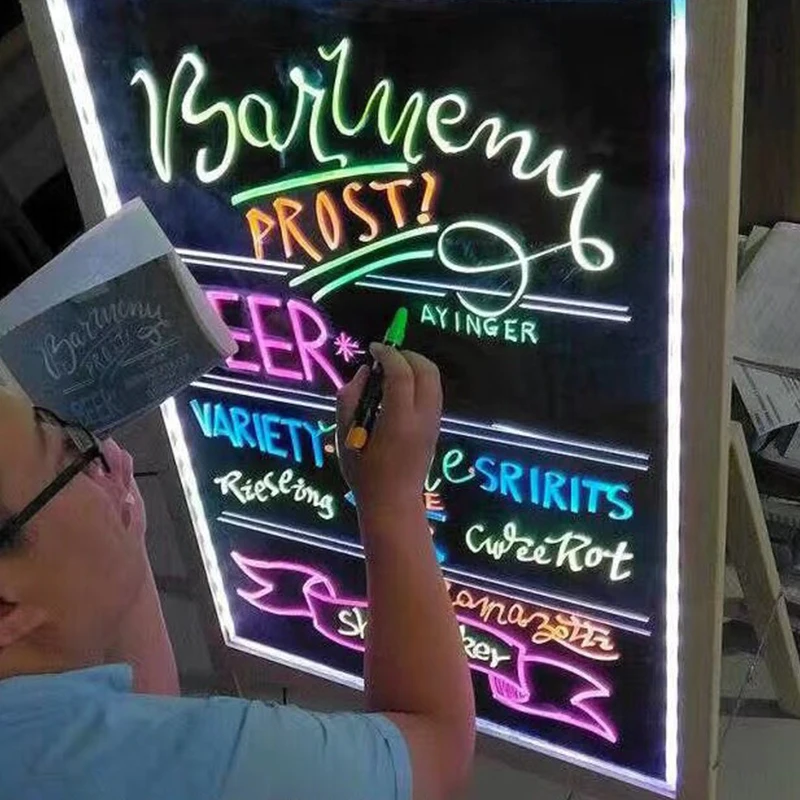 Barmenu
PROST!
AYINGER
EER*
VARIETY
SRIRITS
Riesling
CweeRot